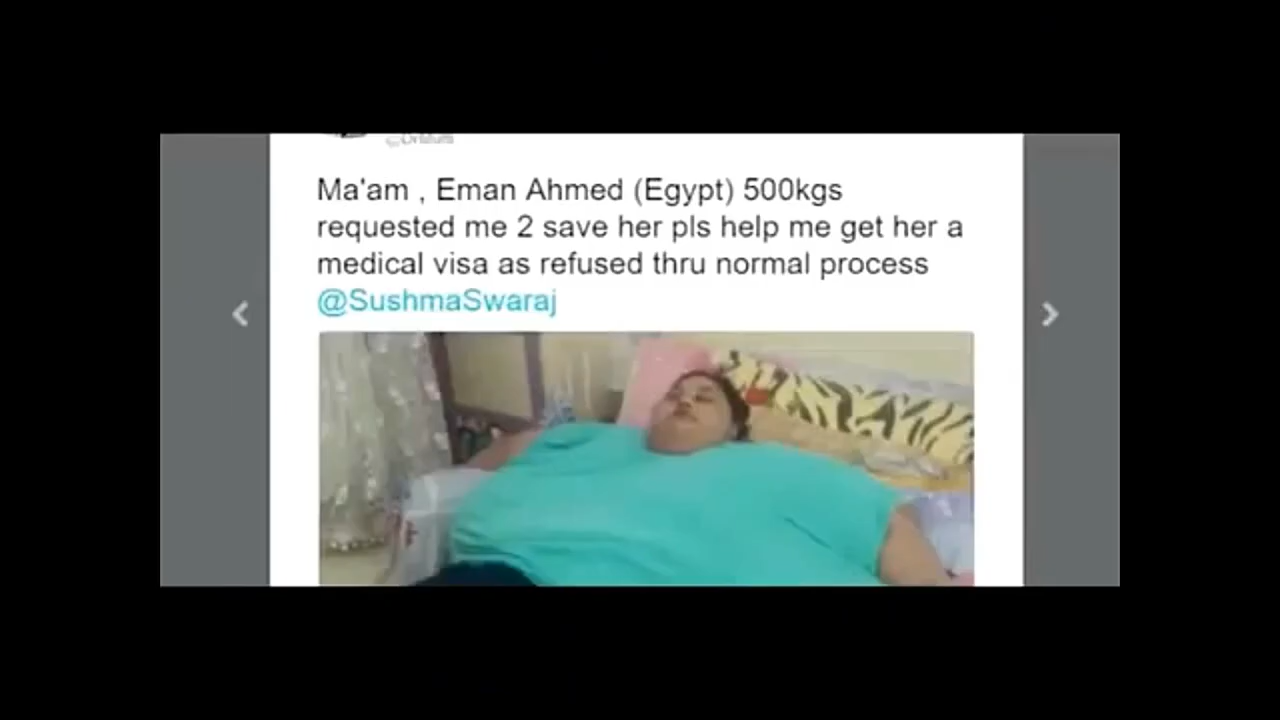 Ma'am , Eman Ahmed (Egypt) 500kgs
requested me 2 save her pls help me get her a
medical visa as refused thru normal process
@SushmaSwaraj